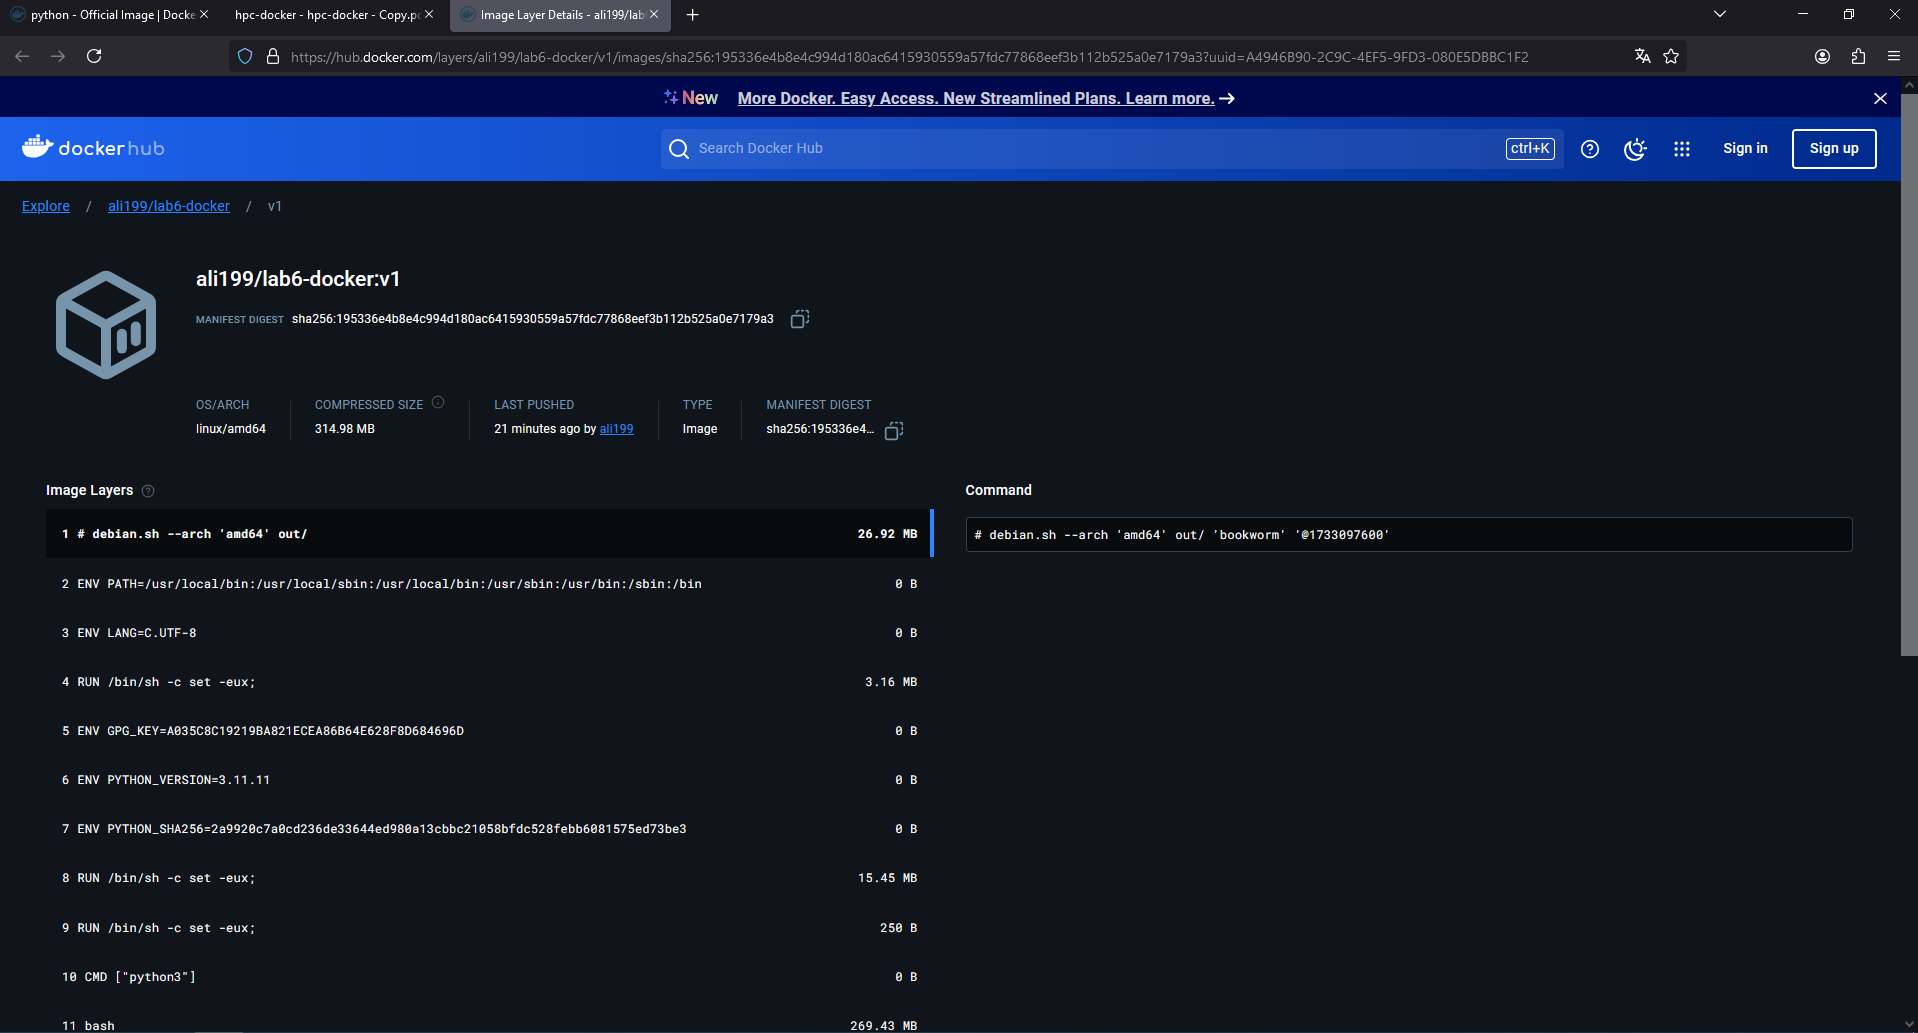 python - Official Image | Docke
hpc-docker - hpc-docker - Copy.pc
Image Layer Details - ali199/lab
https://hub.docker.com/layers/ali199/lab6-docker/v1/images/sha256:195336e4b8e4c994d180ac6415930559a57fdc77868eef3b112b525a0e7179a3?uuid=A4946B90-2C9C-4EF5-9FD3-080E5DBBC1F2
New More Docker. Easy Access. New Streamlined Plans. Learn more. →
dockerhub
Search Docker Hub
ctrl+K
Sign in
Sign up
Explore / ali199/lab6-docker / v1
ali199/lab6-docker:v1
MANIFEST DIGEST sha256:195336e4b8e4c994d180ac6415930559a57fdc77868eef3b112b525a0e7179a3
OS/ARCH
linux/amd64
COMPRESSED SIZE
314.98 MB
LAST PUSHED
21 minutes ago by ali199
TYPE
Image
MANIFEST DIGEST
sha256:195336e4...
Image Layers
1 # debian.sh --arch 'amd64' out/ 26.92 MB
2 ENV PATH=/usr/local/bin:/usr/local/sbin:/usr/local/bin:/usr/sbin:/usr/bin:/sbin:/bin 0 B
3 ENV LANG=C.UTF-8 0 B
4 RUN /bin/sh -c set -eux; 3.16 MB
5 ENV GPG_KEY=A035C8C19219BA821ECEA86B64E628F8D684696D 0 B
6 ENV PYTHON_VERSION=3.11.11 0 B
7 ENV PYTHON_SHA256=2a9920c7a0cd236de33644ed980a13cbbc21058bfdc528febb6081575ed73be3 0 B
8 RUN /bin/sh -c set -eux; 15.45 MB
9 RUN /bin/sh -c set -eux; 250 B
10 CMD ["python3"] 0 B
11 bash 269.43 MB
Command
# debian.sh --arch 'amd64' out/ 'bookworm' '@1733097600'